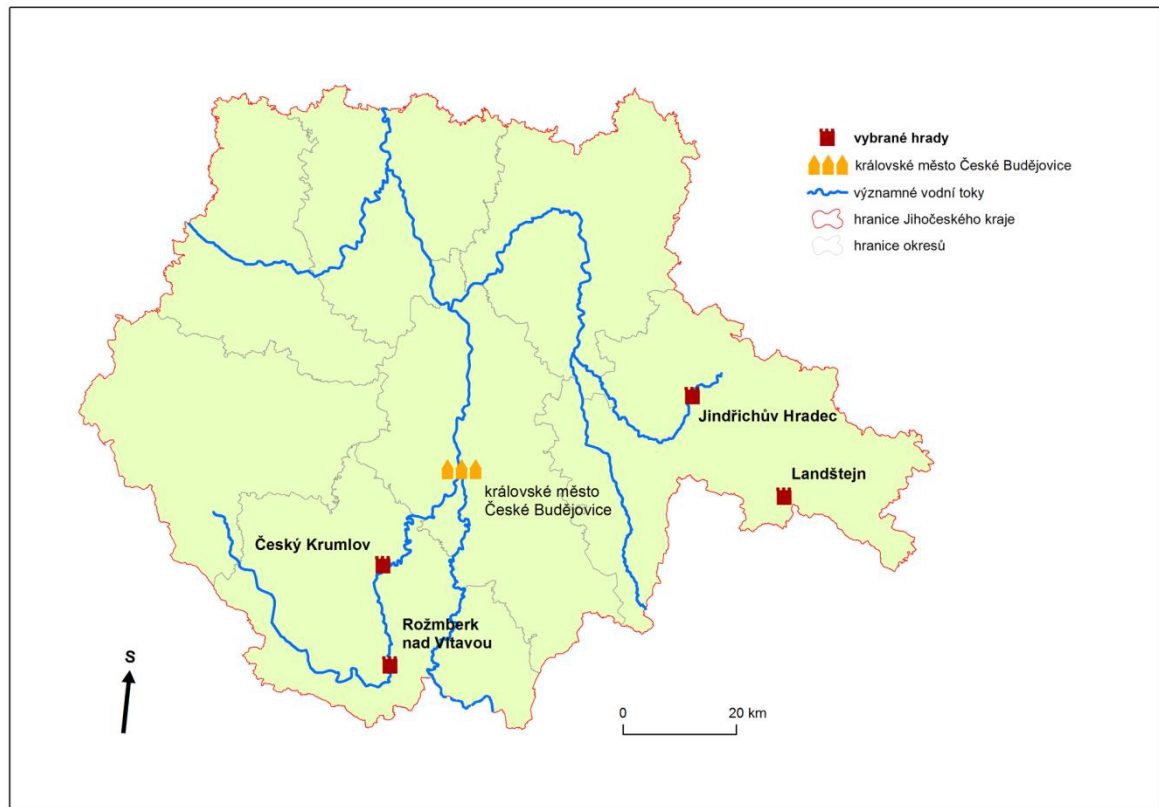 vybrané hrady
královské město České Budějovice
významné vodní toky
hranice Jihočeského kraje
hranice okresů
Jindřichův Hradec
Landštejn
královské město
České Budějovice
Český Krumlov
Rožmberk
nad Vltavou
S
0 20 km